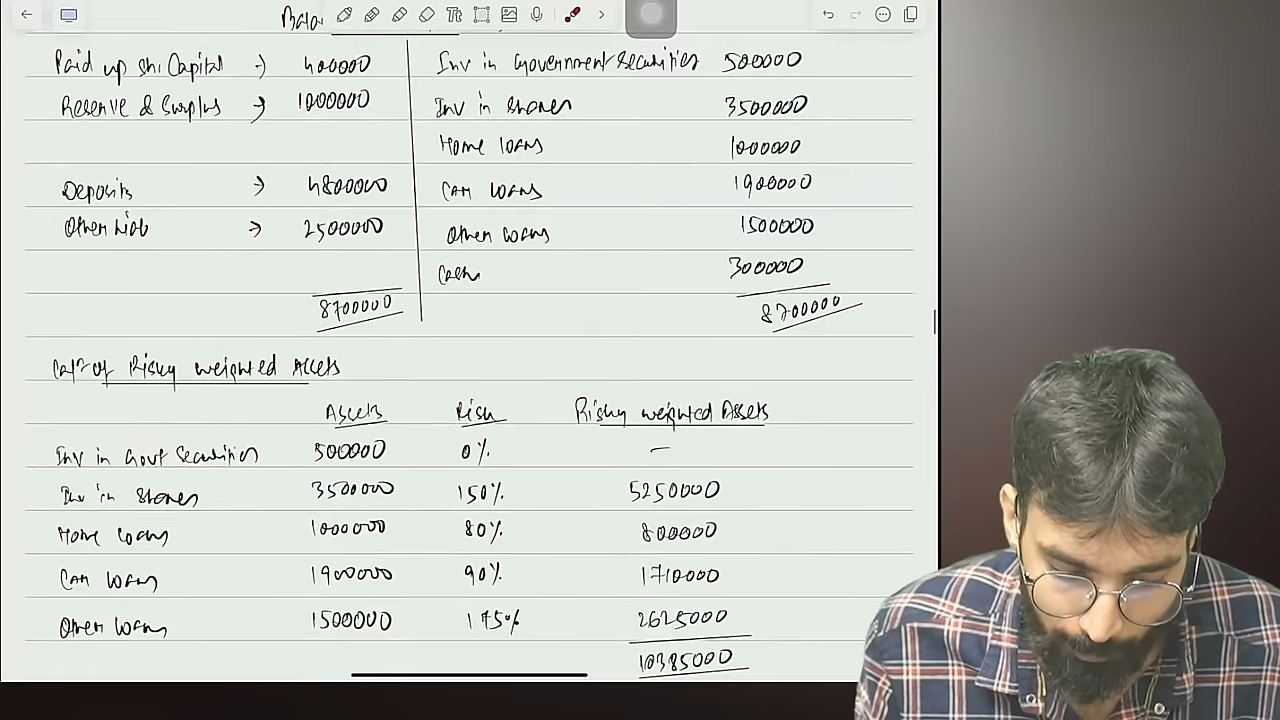 Paid up sh. Capital → 400000
Reserve & Surplus → 1000000
Deposits → 4800000
Other Liab → 2500000
8700000
Inv in Government Securities 500000
Inv in shares 3500000
Home loans 1000000
Car loans 1900000
Other loans 1500000
Cash 300000
8700000
of Risky weighted Assets
Assets Risk Risky weighted Assets
Inv in Govt Securities 500000 0% —
Inv in shares 3500000 150% 5250000
Home loans 1000000 80% 800000
Car loans 1900000 90% 1710000
Other loans 1500000 175% 2625000
10385000